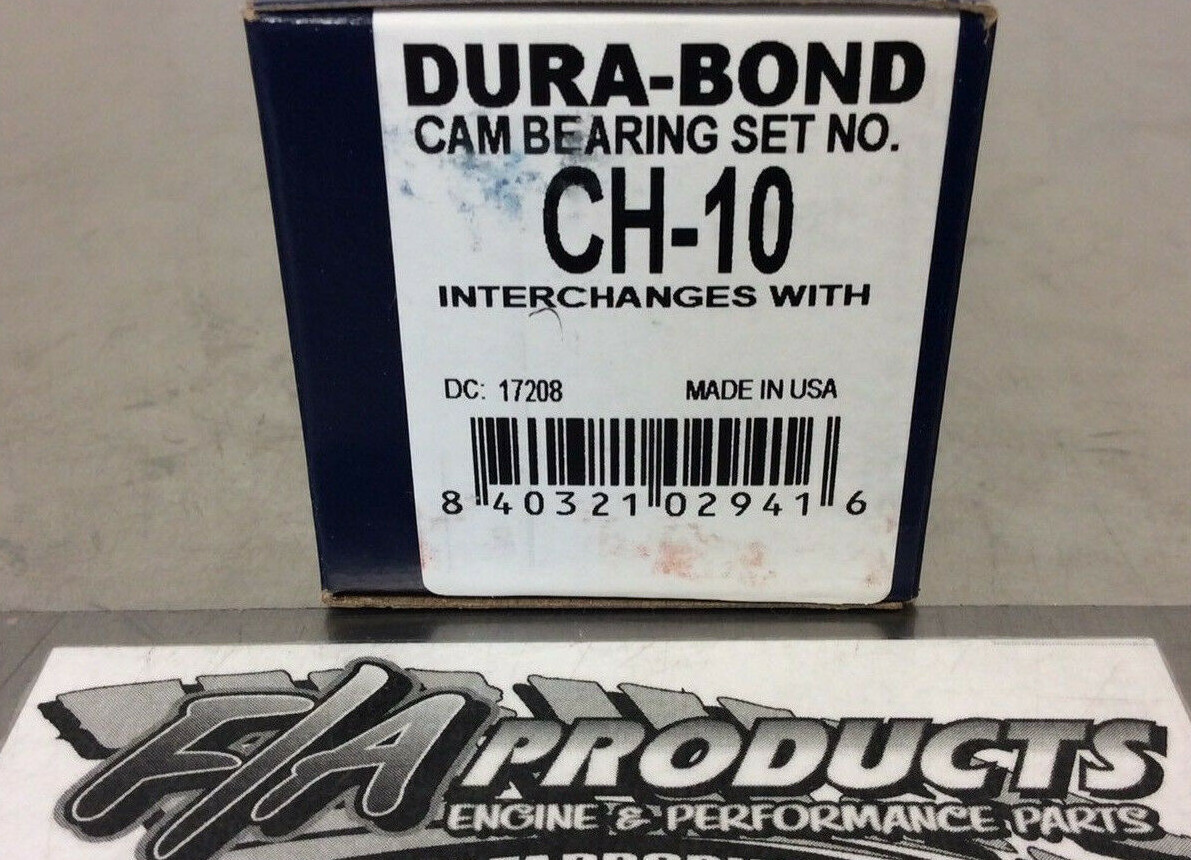 DURA-BOND
CAM BEARING SET NO.
CH-10
INTERCHANGES WITH
DC: 17208 MADE IN USA
8 40321 02941 6
F/A PRODUCTS
ENGINE & PERFORMANCE PARTS